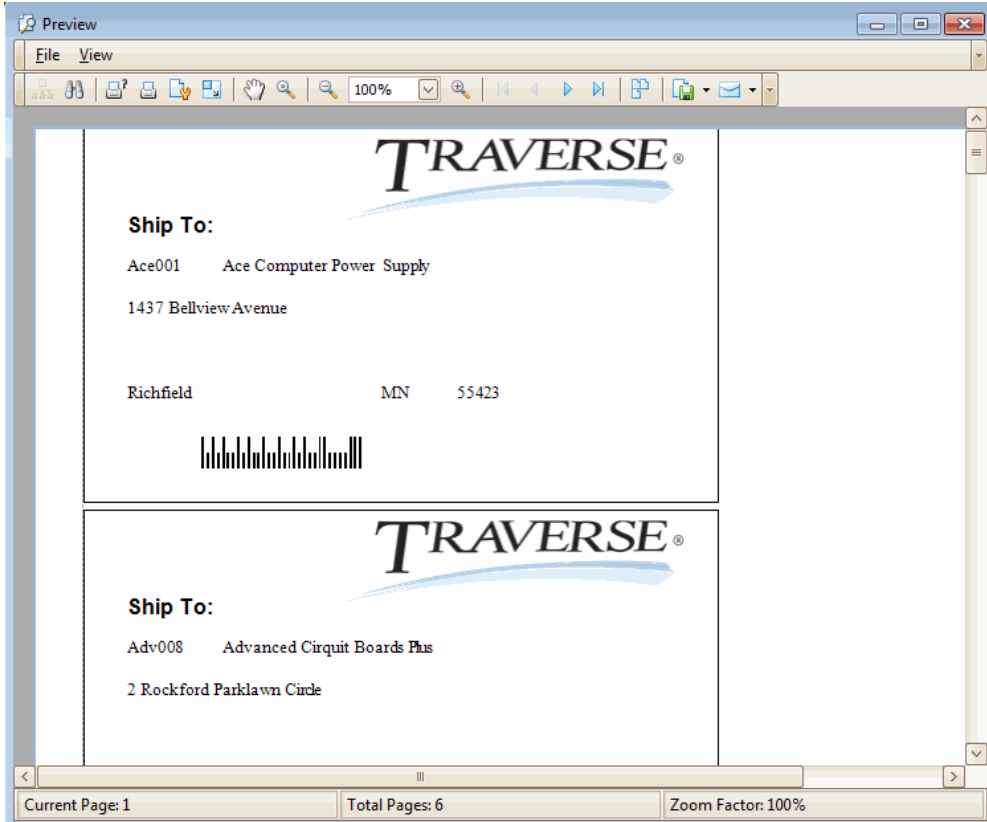 Preview
File View
100%
TRAVERSE®
Ship To:
Ace001 Ace Computer Power Supply
1437 Bellview Avenue
Richfield MN 55423
TRAVERSE®
Ship To:
Adv008 Advanced Cirquit Boards Plus
2 Rockford Parklawn Circle
Current Page: 1 Total Pages: 6 Zoom Factor: 100%